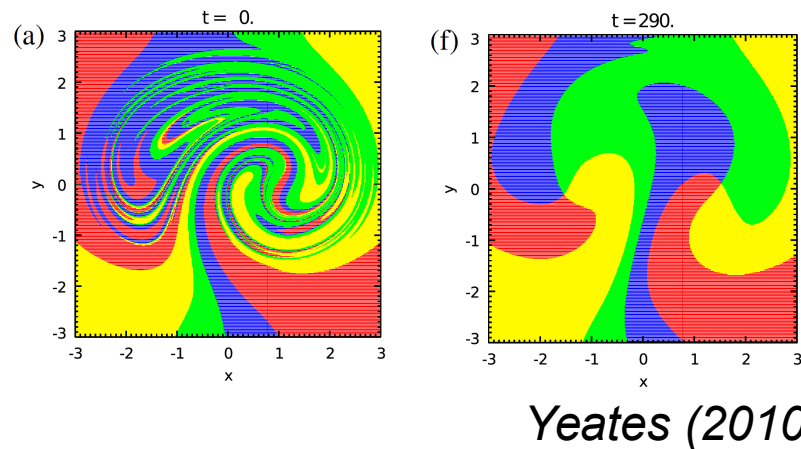 (a)
t = 0.
3
2
1
0
-1
-2
-3
y
-3 -2 -1 0 1 2 3
x
(f)
t=290.
3
2
1
0
-1
-2
-3
y
-3 -2 -1 0 1 2 3
x
Yeates (2010